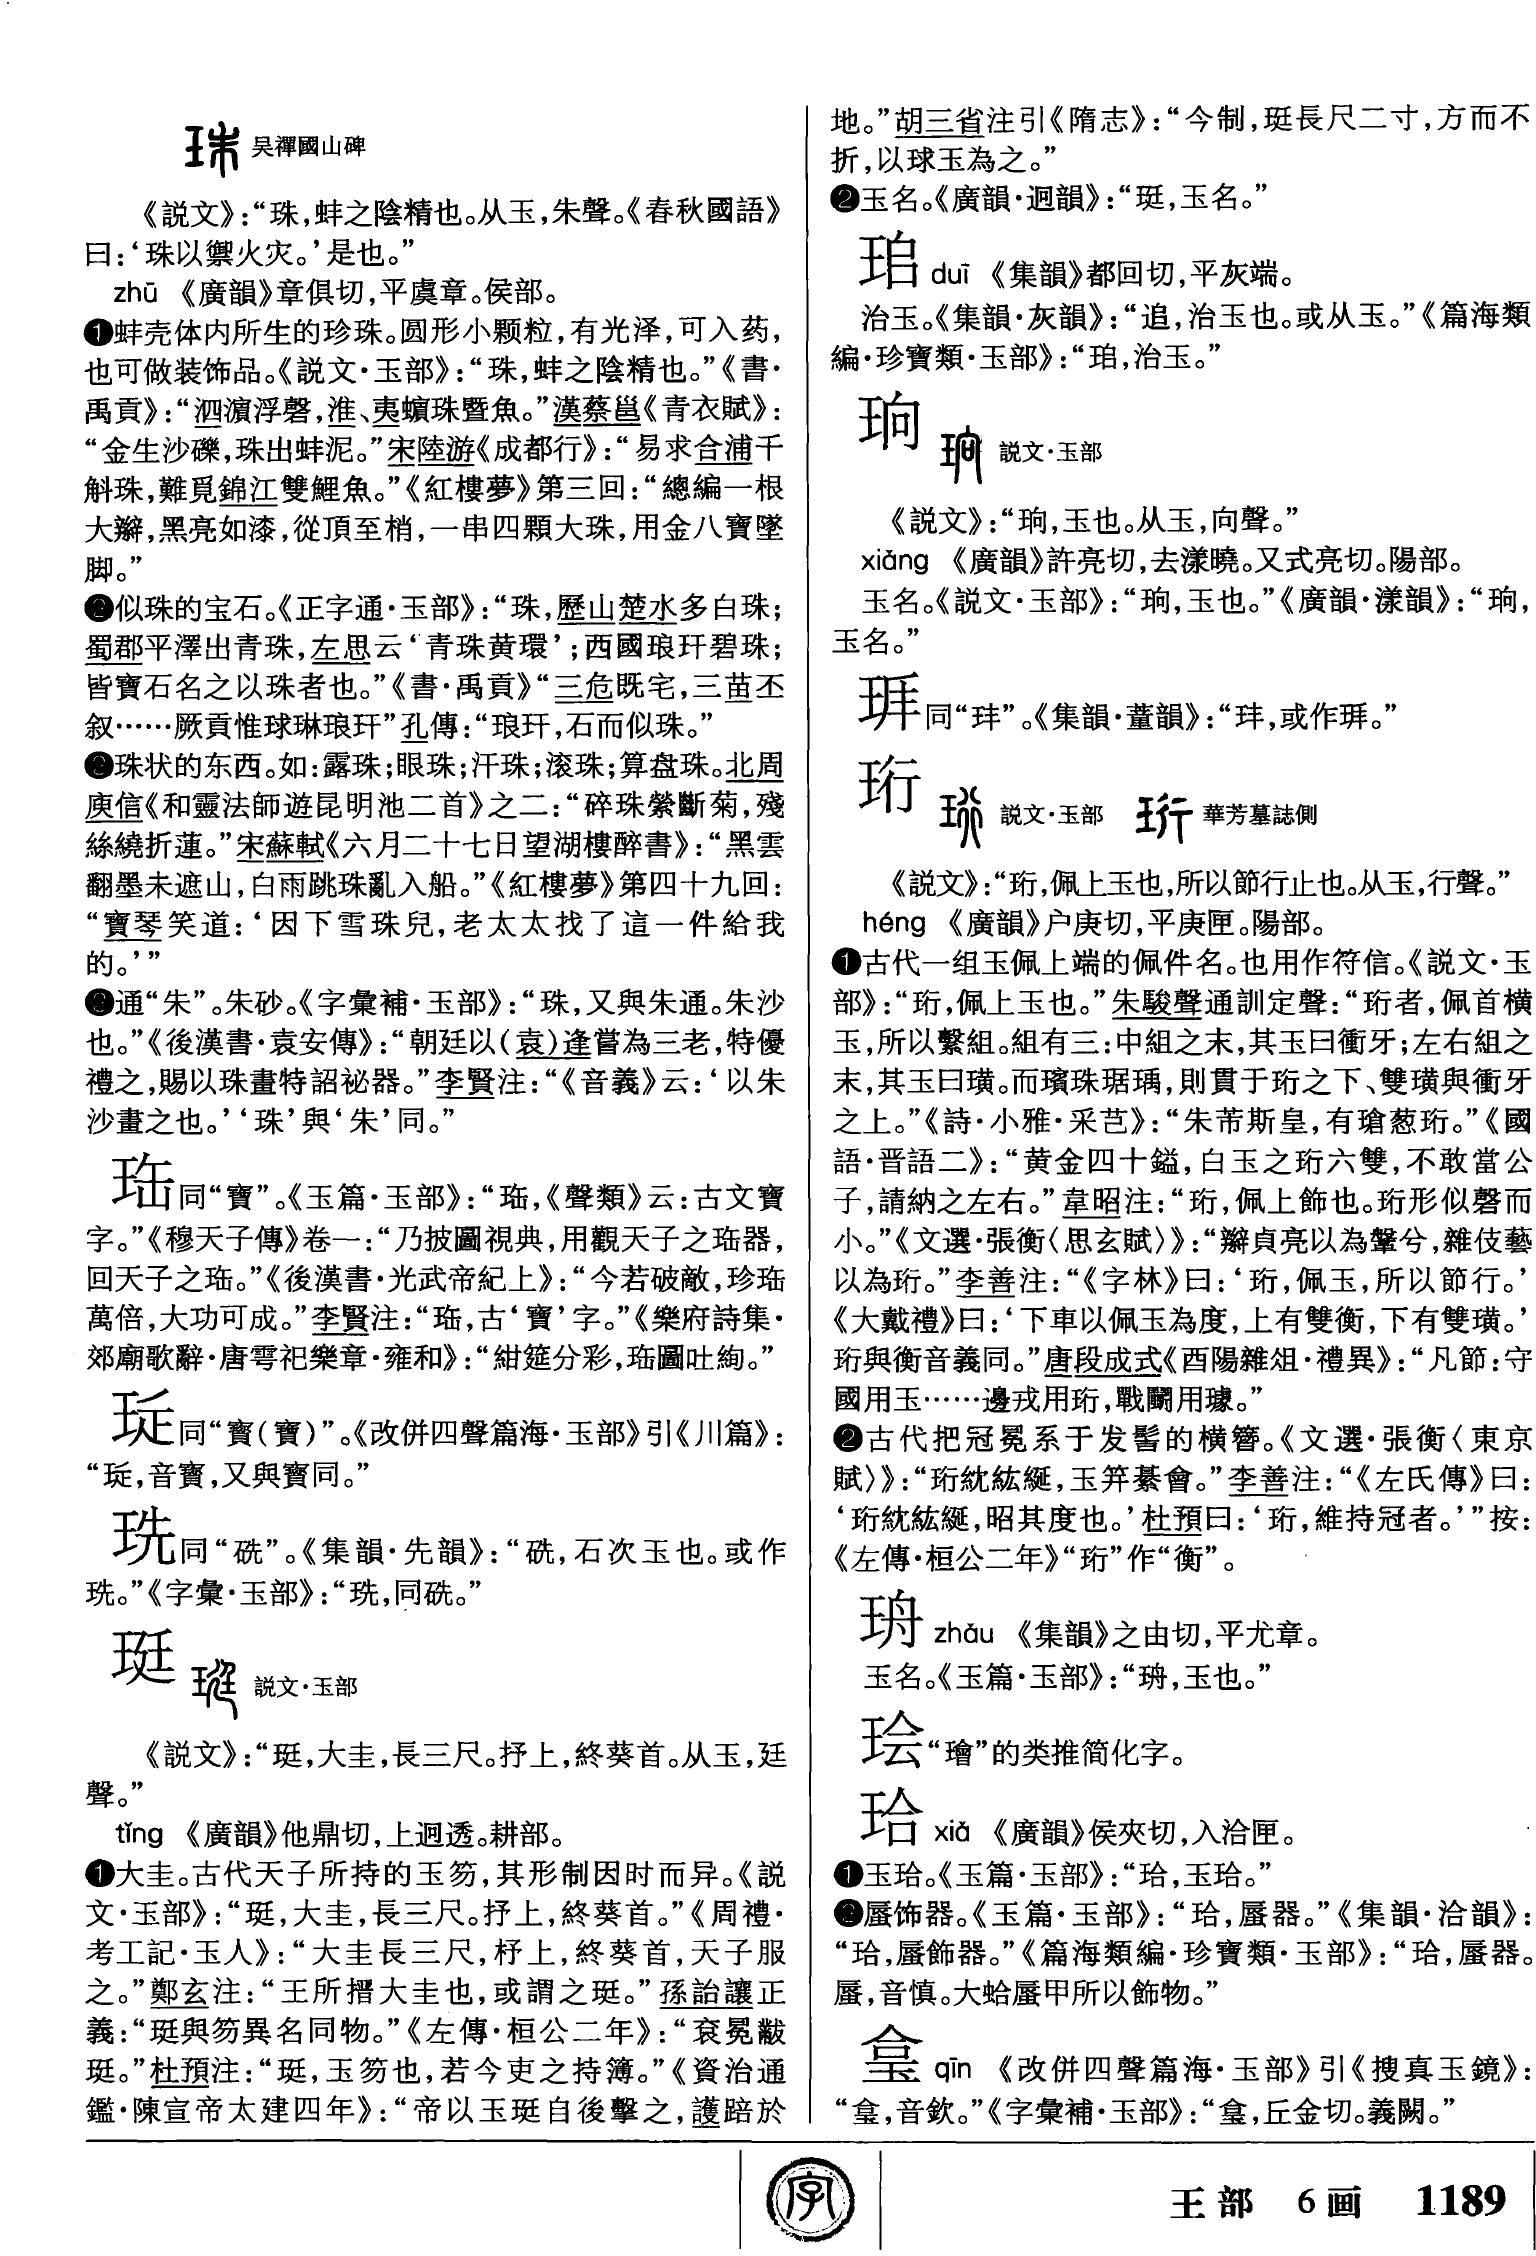 吴禪國山碑
《説文》：“珠，蚌之陰精也。从玉，朱聲。《春秋國語》
曰：‘珠以禦火灾。’是也。”
zhū 《廣韻》章俱切，平虞章。侯部。
❶蚌壳体内所生的珍珠。圆形小颗粒，有光泽，可入药，
也可做装饰品。《説文·玉部》：“珠，蚌之陰精也。”《書·
禹貢》：“泗濵浮磬，淮、夷蠙珠暨魚。”漢蔡邕《青衣賦》：
“金生沙礫，珠出蚌泥。”宋陸游《成都行》：“易求合浦千
斛珠，難覓錦江雙鯉魚。”《紅樓夢》第三回：“總編一根
大辮，黑亮如漆，從頂至梢，一串四顆大珠，用金八寶墜
脚。”
❷似珠的宝石。《正字通·玉部》：“珠，歷山楚水多白珠；
蜀郡平澤出青珠，左思云‘青珠黄環’；西國琅玕碧珠；
皆寶石名之以珠者也。”《書·禹貢》“三危既宅，三苗丕
叙……厥貢惟球琳琅玕”孔傳：“琅玕，石而似珠。”
珠状的东西。如：露珠；眼珠；汗珠；滚珠；算盘珠。北周
庾信《和靈法師遊昆明池二首》之二：“碎珠縈斷菊，殘
絲繞折蓮。”宋蘇軾《六月二十七日望湖樓醉書》：“黑雲
翻墨未遮山，白雨跳珠亂入船。”《紅樓夢》第四十九回：
“寶琴笑道：‘因下雪珠兒，老太太找了這一件給我
的。’”
通“朱”。朱砂。《字彙補·玉部》：“珠，又與朱通。朱沙
也。”《後漢書·袁安傳》：“朝廷以（袁）逢嘗為三老，特優
禮之，賜以珠畫特詔祕器。”李賢注：“《音義》云：‘以朱
沙畫之也。’‘珠’與‘朱’同。”
珤同“寶”。《玉篇·玉部》：“珤，《聲類》云：古文寶
字。”《穆天子傳》卷一：“乃披圖視典，用觀天子之珤器，
回天子之珤。”《後漢書·光武帝紀上》：“今若破敵，珍珤
萬倍，大功可成。”李賢注：“珤，古‘寶’字。”《樂府詩集·
郊廟歌辭·唐雩祀樂章·雍和》：“紺筵分彩，珤圖吐絢。”
同“寳（寶）”。《改併四聲篇海·玉部》引《川篇》：
音寶，又與寶同。”
珗同“硄”。《集韻·先韻》：“硄，石次玉也。或作
珗。”《字彙·玉部》：“珗，同硄。”
珽 説文·玉部
《説文》：“珽，大圭，長三尺。抒上，終葵首。从玉，廷
聲。”
tǐng 《廣韻》他鼎切，上迥透。耕部。
❶大圭。古代天子所持的玉笏，其形制因时而异。《説
文·玉部》：“珽，大圭，長三尺。抒上，終葵首。”《周禮·
考工記·玉人》：“大圭長三尺，杼上，終葵首，天子服
之。”鄭玄注：“王所搢大圭也，或謂之珽。”孫詒讓正
義：“珽與笏異名同物。”《左傳·桓公二年》：“衮冕黻
珽。”杜預注：“珽，玉笏也，若今吏之持簿。”《資治通
鑑·陳宣帝太建四年》：“帝以玉珽自後擊之，護踣於
地。”胡三省注引《隋志》：“今制，珽長尺二寸，方而不
折，以球玉為之。”
❷玉名。《廣韻·迥韻》：“珽，玉名。”
duī 《集韻》都回切，平灰端。
治玉。《集韻·灰韻》：“追，治玉也。或从玉。”《篇海類
編·珍寶類·玉部》：治玉。”
珦 説文·玉部
《説文》：“珦，玉也。从玉，向聲。”
xiǎng 《廣韻》許亮切，去漾曉。又式亮切。陽部。
玉名。《説文·玉部》：“珦，玉也。”《廣韻·漾韻》：“珦，
玉名。”
同“玤”。《集韻·蕫韻》：“玤，或作
珩 説文·玉部 華芳墓誌側
《説文》：“珩，佩上玉也，所以節行止也。从玉，行聲。”
héng 《廣韻》户庚切，平庚匣。陽部。
❶古代一组玉佩上端的佩件名。也用作符信。《説文·玉
部》：“珩，佩上玉也。”朱駿聲通訓定聲：“珩者，佩首横
玉，所以繫組。組有三：中組之末，其玉曰衝牙；左右組之
末，其玉曰璜。而璸珠琚瑀，則貫于珩之下、雙璜與衝牙
之上。”《詩·小雅·采芑》：“朱芾斯皇，有瑲葱珩。”《國
語·晋語二》：“黄金四十鎰，白玉之珩六雙，不敢當公
子，請納之左右。”韋昭注：“珩，佩上飾也。珩形似磬而
小。”《文選·張衡〈思玄賦〉》：“辮貞亮以為鞶兮，雜伎藝
以為珩。”李善注：“《字林》曰：‘珩，佩玉，所以節行。’
《大戴禮》曰：‘下車以佩玉為度，上有雙衡，下有雙璜。’
珩與衡音義同。”唐段成式《酉陽雜俎·禮異》：“凡節：守
國用玉……邊戎用珩，戰鬭用璩。”
❷古代把冠冕系于发髻的横簪。《文選·張衡〈東京
賦〉》：“珩紞紘綖，玉笄綦會。”李善注：“《左氏傳》曰：
‘珩紞紘綖，昭其度也。’杜預曰：‘珩，維持冠者。’”按：
《左傳·桓公二年》“珩”作“衡”。
珘 zhǎu 《集韻》之由切，平尤章。
玉名。《玉篇·玉部》：“珘，玉也。”
“璯”的类推简化字。
珨 xiá 《廣韻》侯夾切，入洽匣。
❶玉珨。《玉篇·玉部》：“珨，玉珨。”
蜃饰器。《玉篇·玉部》：“珨，蜃器。”《集韻·洽韻》：
“珨，蜃飾器。”《篇海類編·珍寶類·玉部》：“珨，蜃器。
蜃，音慎。大蛤蜃甲所以飾物。”
qīn 《改併四聲篇海·玉部》引《搜真玉鏡》：
音欽。”《字彙補·玉部》：丘金切。義闕。”
字
王部 6画 1189